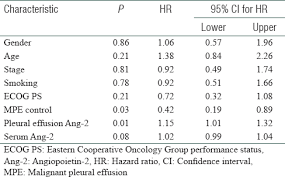 Characteristic P HR 95% CI for HR
Lower Upper
Gender 0.86 1.06 0.57 1.96
Age 0.21 1.38 0.84 2.26
Stage 0.81 0.92 0.49 1.74
Smoking 0.78 0.92 0.51 1.66
ECOG PS 0.21 0.72 0.32 1.08
MPE control 0.03 0.42 0.19 0.89
Pleural effusion Ang-2 0.01 1.15 1.01 1.32
Serum Ang-2 0.08 1.02 0.99 1.04
ECOG PS: Eastern Cooperative Oncology Group performance status,
Ang-2: Angiopoietin-2, HR: Hazard ratio, CI: Confidence interval,
MPE: Malignant pleural effusion